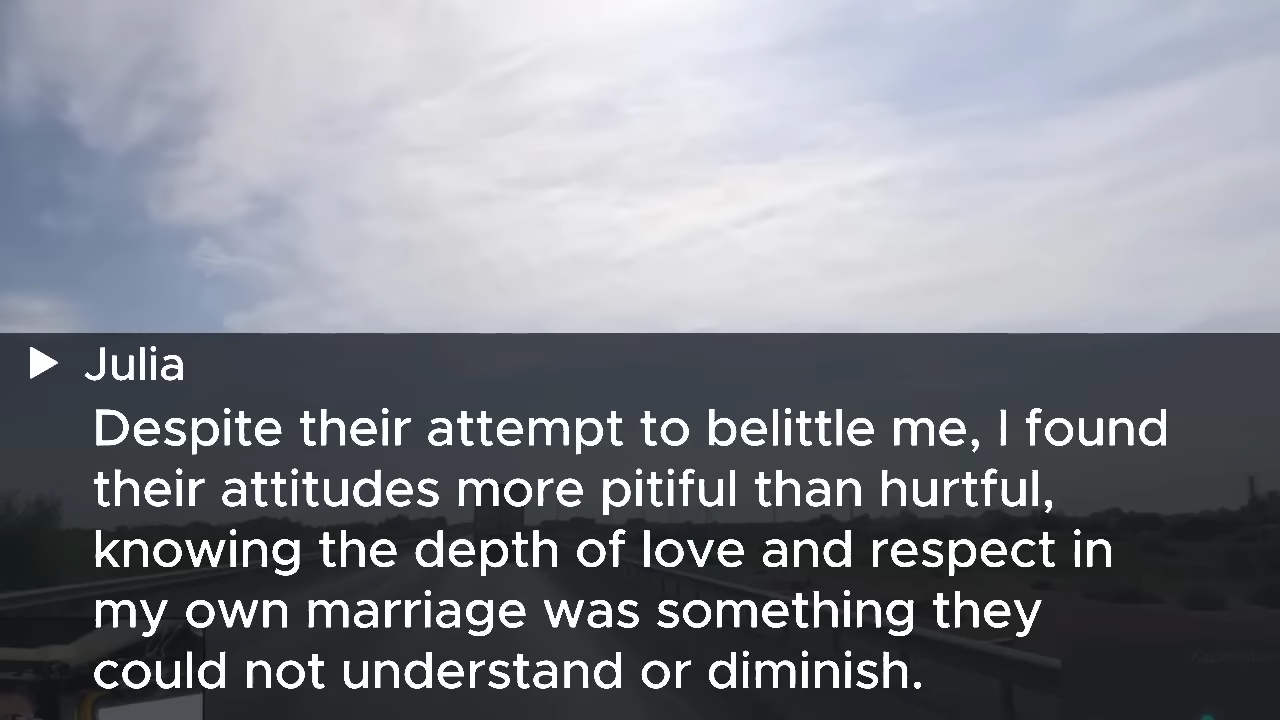 Julia
Despite their attempt to belittle me, I found
their attitudes more pitiful than hurtful,
knowing the depth of love and respect in
my own marriage was something they
could not understand or diminish.